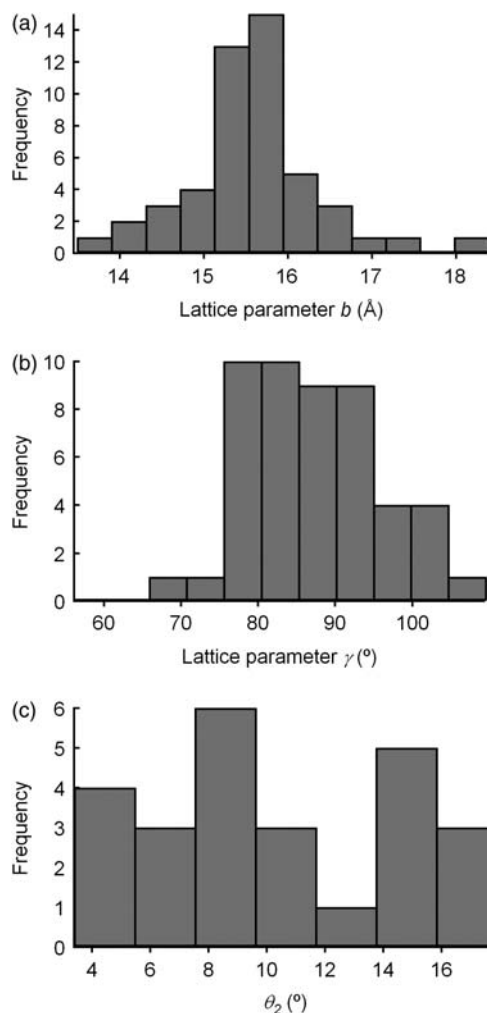 (a)
14
12
10
8
6
4
2
0
Frequency
14 15 16 17 18
Lattice parameter b (Å)
(b)
10
8
6
4
2
0
Frequency
60 70 80 90 100
Lattice parameter γ (º)
(c)
6
5
4
3
2
1
0
Frequency
4 6 8 10 12 14 16
θ2 (º)